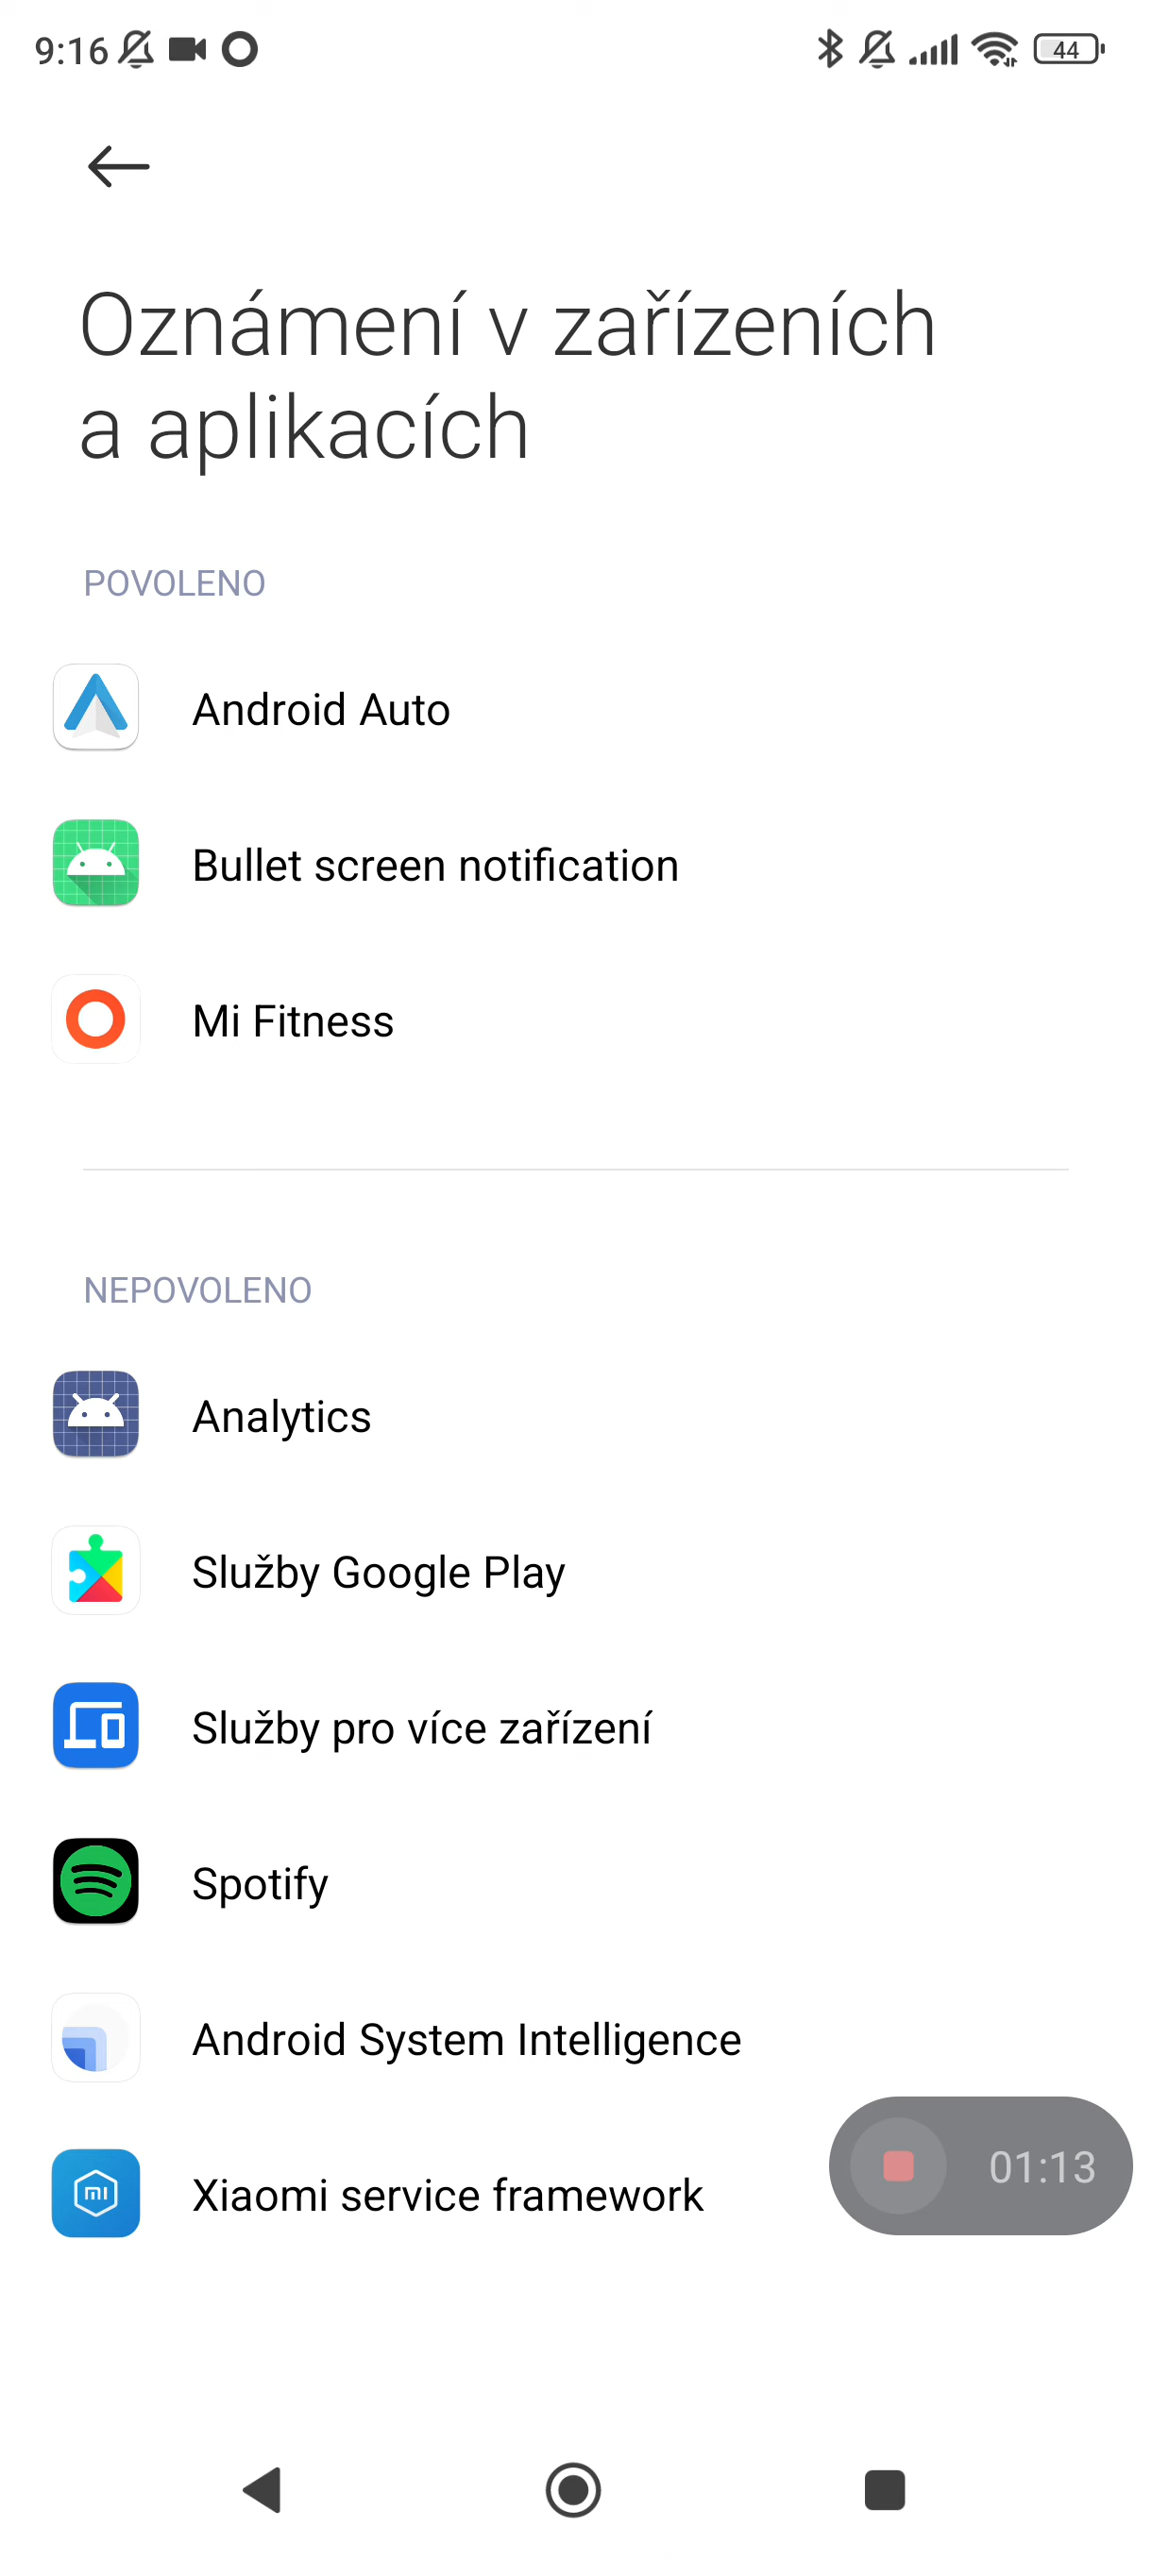 9:16
44
Oznámení v zařízeních
a aplikacích
POVOLENO
Android Auto
Bullet screen notification
Mi Fitness
NEPOVOLENO
Analytics
Služby Google Play
Služby pro více zařízení
Spotify
Android System Intelligence
Xiaomi service framework
01:13